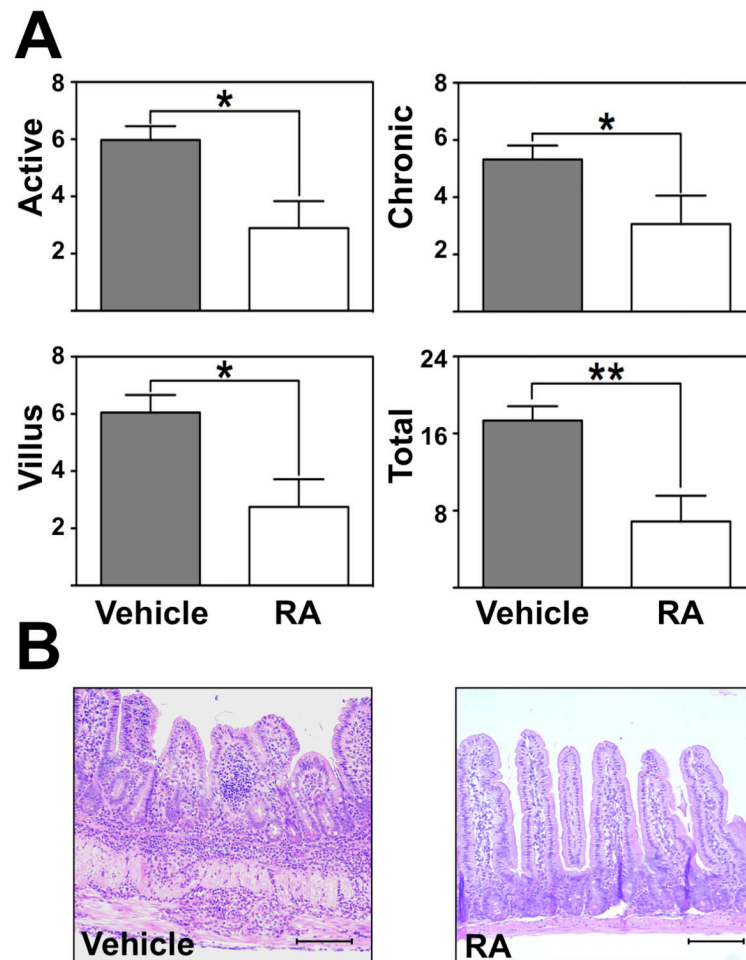 A
Active
8
6
4
2
*
Chronic
8
6
4
2
*
Villus
8
6
4
2
*
Vehicle RA
Total
24
16
8
**
Vehicle RA
B
Vehicle
RA